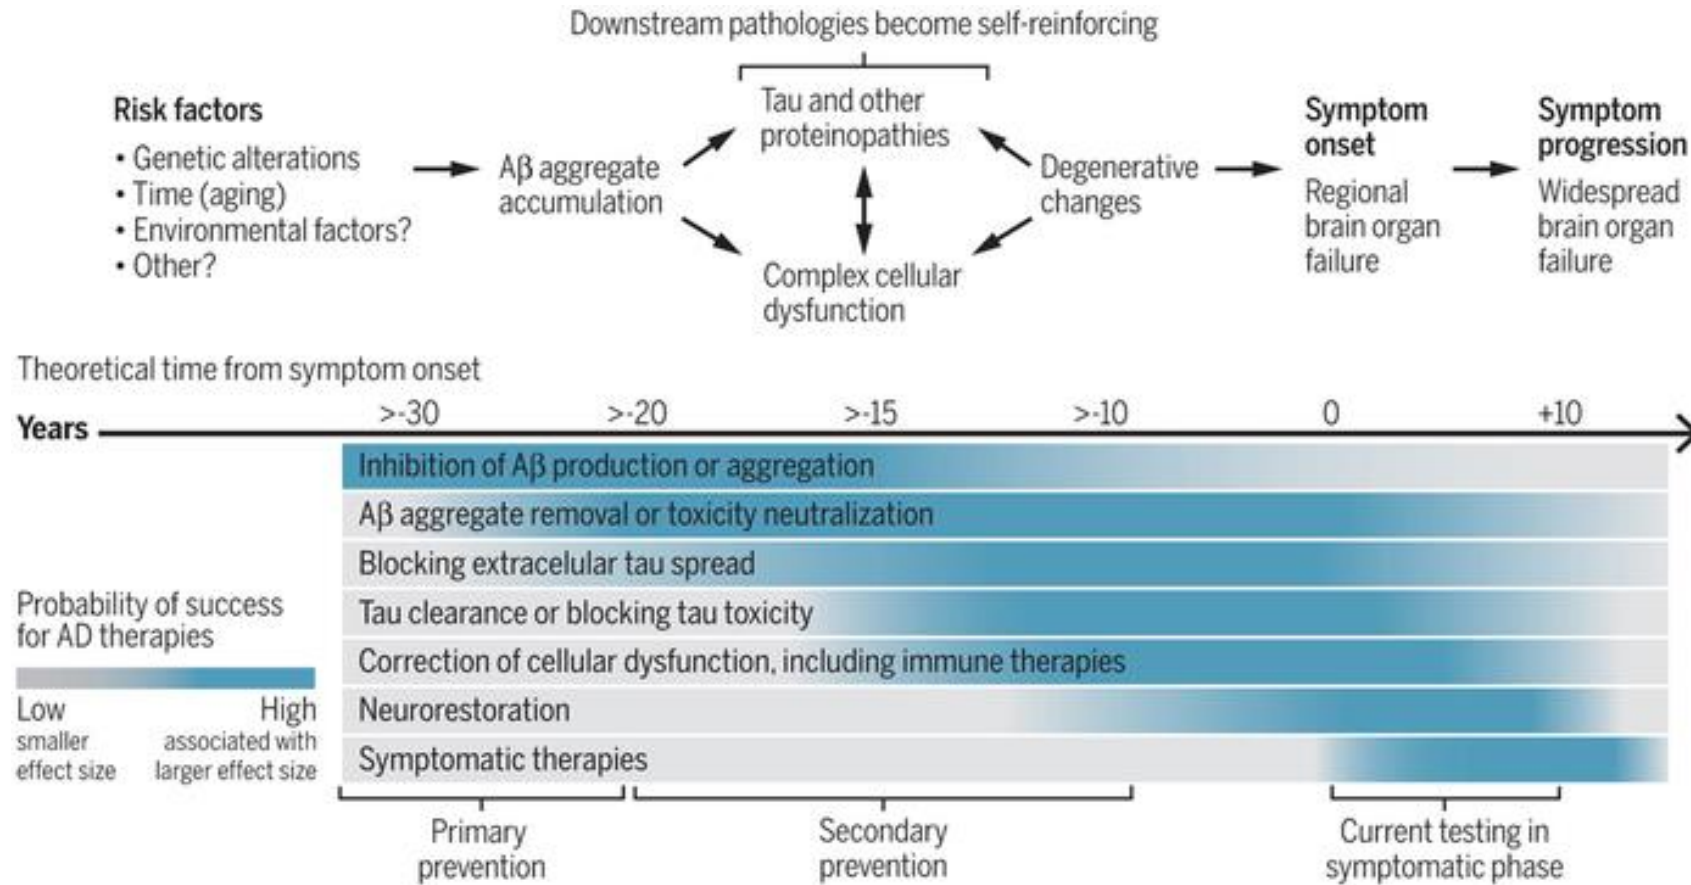 Downstream pathologies become self-reinforcing
Risk factors
• Genetic alterations
• Time (aging)
• Environmental factors?
• Other?
Aβ aggregate
accumulation
Tau and other
proteinopathies
Complex cellular
dysfunction
Degenerative
changes
Symptom
onset
Regional
brain organ
failure
Symptom
progression
Widespread
brain organ
failure
Theoretical time from symptom onset
Years
>-30
>-20
>-15
>-10
0
+10
Inhibition of Aβ production or aggregation
Aβ aggregate removal or toxicity neutralization
Blocking extracelular tau spread
Tau clearance or blocking tau toxicity
Correction of cellular dysfunction, including immune therapies
Neurorestoration
Symptomatic therapies
Probability of success
for AD therapies
Low
smaller
effect size
High
associated with
larger effect size
Primary
prevention
Secondary
prevention
Current testing in
symptomatic phase